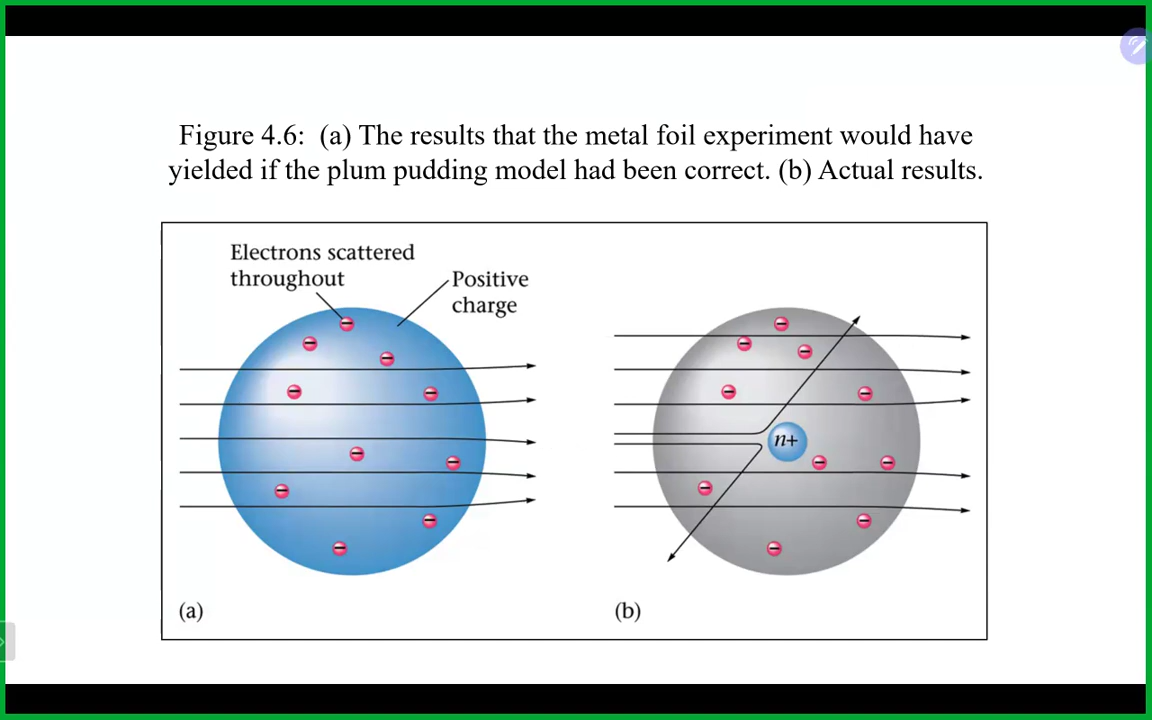 Figure 4.6:  (a) The results that the metal foil experiment would have
yielded if the plum pudding model had been correct. (b) Actual results.
Electrons scattered
throughout
Positive
charge
n+
(a)
(b)